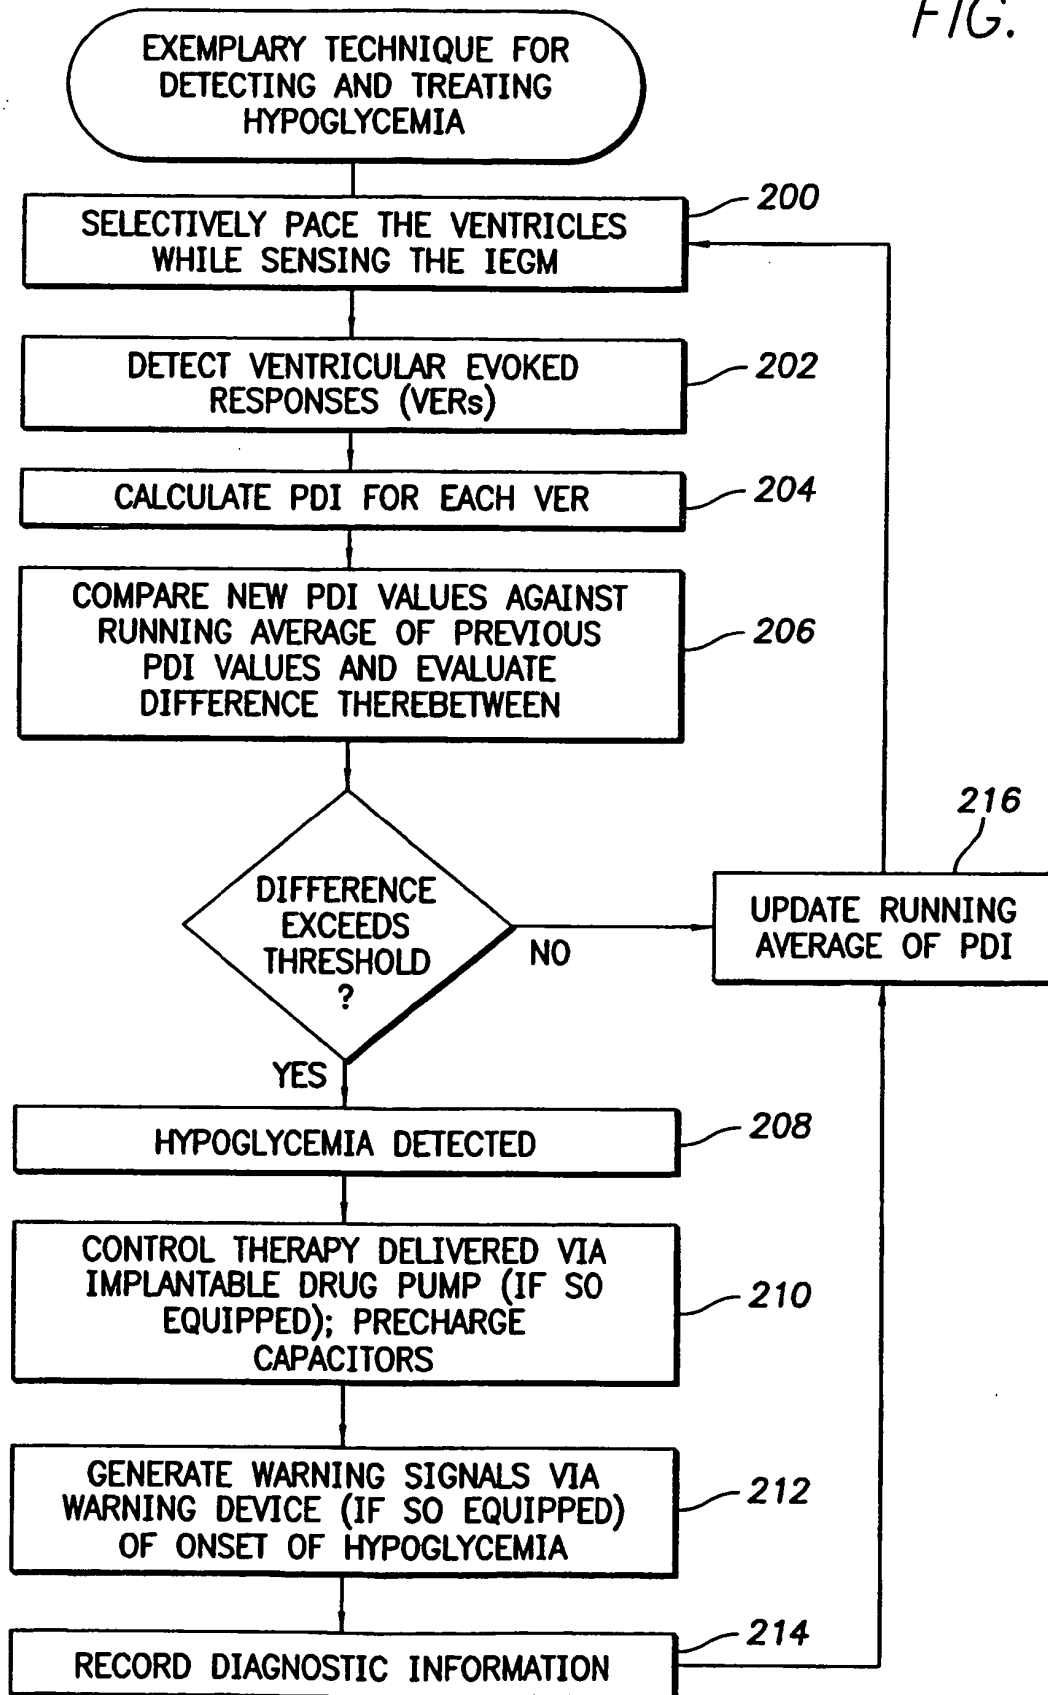 FIG.
EXEMPLARY TECHNIQUE FOR
DETECTING AND TREATING
HYPOGLYCEMIA
200
SELECTIVELY PACE THE VENTRICLES
WHILE SENSING THE IEGM
202
DETECT VENTRICULAR EVOKED
RESPONSES (VERs)
204
CALCULATE PDI FOR EACH VER
COMPARE NEW PDI VALUES AGAINST
RUNNING AVERAGE OF PREVIOUS
PDI VALUES AND EVALUATE
DIFFERENCE THEREBETWEEN
206
216
DIFFERENCE
EXCEEDS
THRESHOLD
?
NO
UPDATE RUNNING
AVERAGE OF PDI
YES
HYPOGLYCEMIA DETECTED
208
CONTROL THERAPY DELIVERED VIA
IMPLANTABLE DRUG PUMP (IF SO
EQUIPPED); PRECHARGE
CAPACITORS
210
GENERATE WARNING SIGNALS VIA
WARNING DEVICE (IF SO EQUIPPED)
OF ONSET OF HYPOGLYCEMIA
212
214
RECORD DIAGNOSTIC INFORMATION